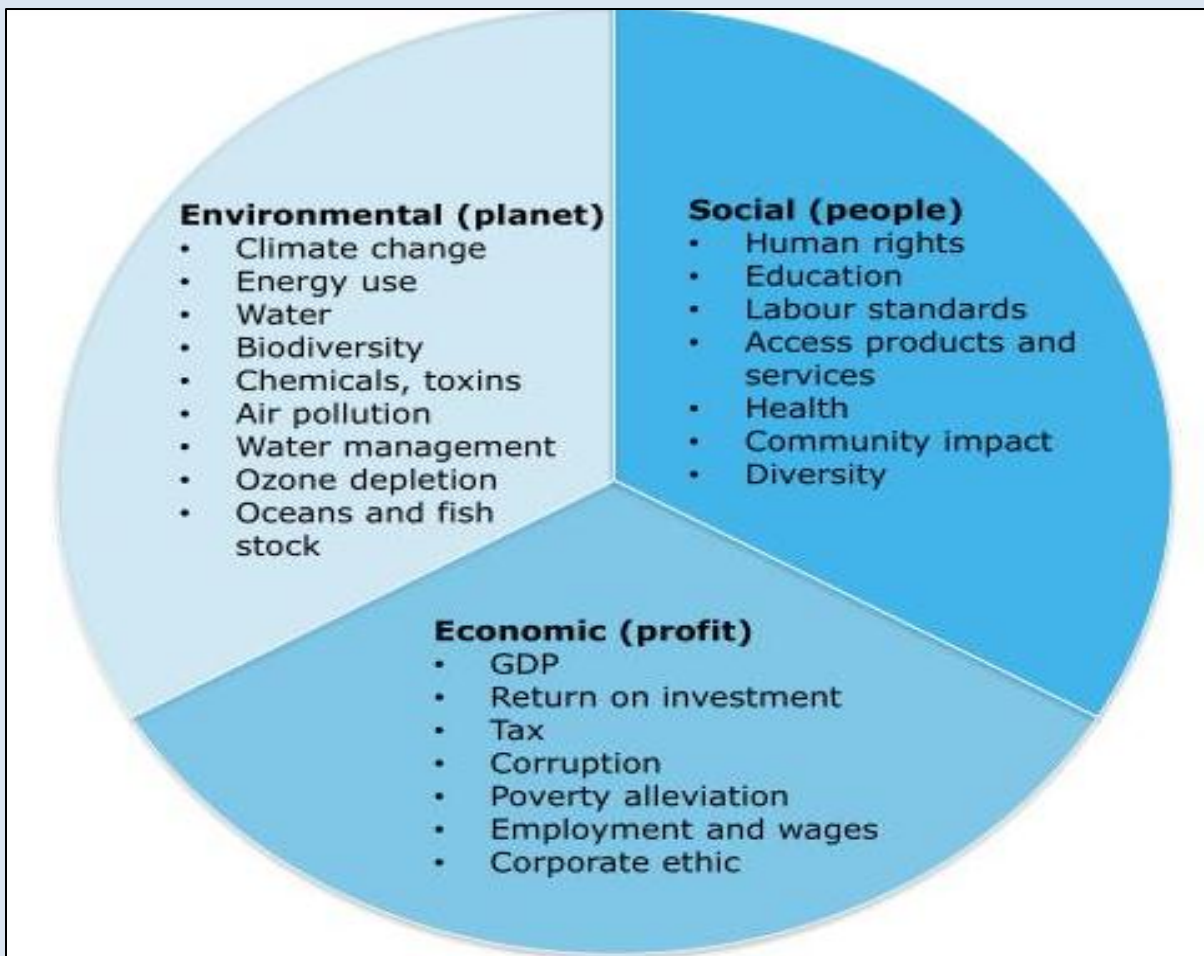 Environmental (planet)
• Climate change
• Energy use
• Water
• Biodiversity
• Chemicals, toxins
• Air pollution
• Water management
• Ozone depletion
• Oceans and fish
stock
Social (people)
• Human rights
• Education
• Labour standards
• Access products and
services
• Health
• Community impact
• Diversity
Economic (profit)
• GDP
• Return on investment
• Tax
• Corruption
• Poverty alleviation
• Employment and wages
• Corporate ethic